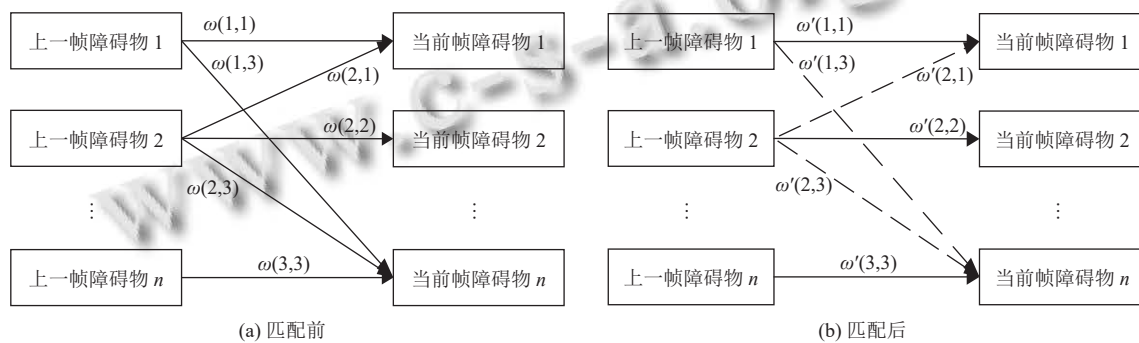 上一帧障碍物 1
ω(1,1)
当前帧障碍物 1
ω(1,3)
ω(2,1)
上一帧障碍物 2
ω(2,2)
当前帧障碍物 2
ω(2,3)
⋮
⋮
上一帧障碍物 n
ω(3,3)
当前帧障碍物 n
(a) 匹配前
上一帧障碍物 1
ω′(1,1)
当前帧障碍物 1
ω′(1,3)
ω′(2,1)
上一帧障碍物 2
ω′(2,2)
当前帧障碍物 2
ω′(2,3)
⋮
⋮
上一帧障碍物 n
ω′(3,3)
当前帧障碍物 n
(b) 匹配后